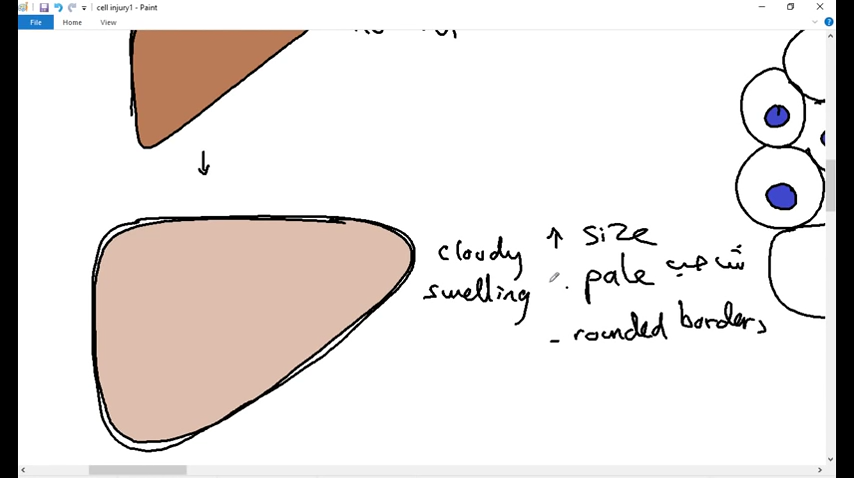 cell injury1 - Paint
File Home View
cloudy
swelling
↑ size
. pale شاحب
- rounded borders